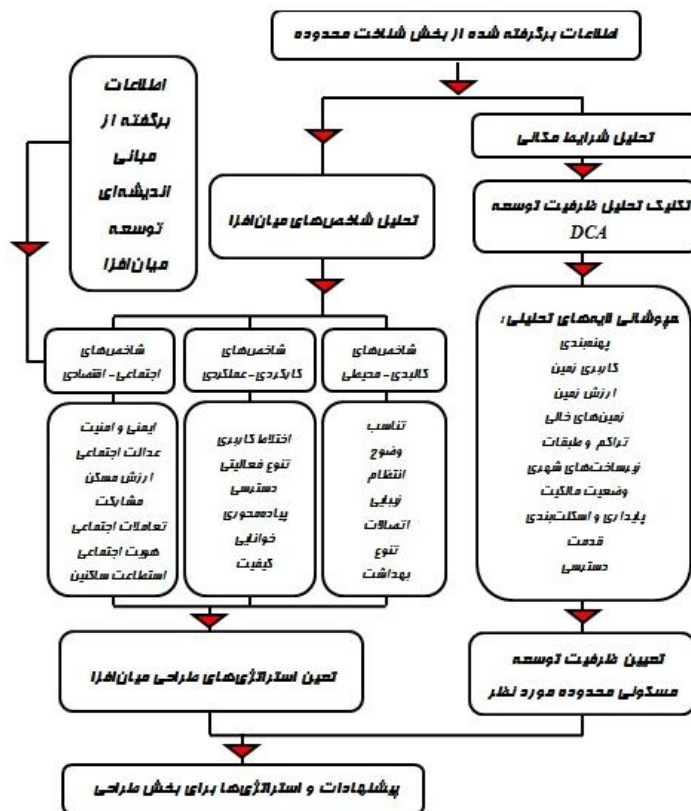 اطلاعات برگرفته شده از بخش شناخت محدوده
اطلاعات
برگفته از
مبانی
اندیشه‌ای
توسعه
میان‌افزا
تحلیل شرایط مکانی
تکنیک تحلیل ظرفیت توسعه
DCA
تحلیل شاخص‌های میان‌افزا
همپوشانی لایه‌های تحلیلی:
پهنه‌بندی
کاربری زمین
ارزش زمین
زمین‌های خالی
تراکم و طبقات
زیرساخت‌های شهری
وضعیت مالکیت
پایداری و اسکلت‌بندی
قدمت
دسترسی
شاخص‌های
کالبدی-محیطی
شاخص‌های
کارکردی-عملکردی
شاخص‌های
اجتماعی-اقتصادی
تناسب
وضوح
انتظام
زیبایی
اتصالات
تنوع
بهداشت
اختلاط کاربری
تنوع فعالیتی
دسترسی
پیاده‌محوری
خوانایی
کیفیت
ایمنی و امنیت
عدالت اجتماعی
ارزش مسکن
مشارکت
تعاملات اجتماعی
هویت اجتماعی
استطاعت ساکنین
تعیین ظرفیت توسعه
مسکونی محدوده مورد نظر
تعین استراتژی‌های طراحی میان‌افزا
پیشنهادات و استراتژی‌ها برای بخش طراحی